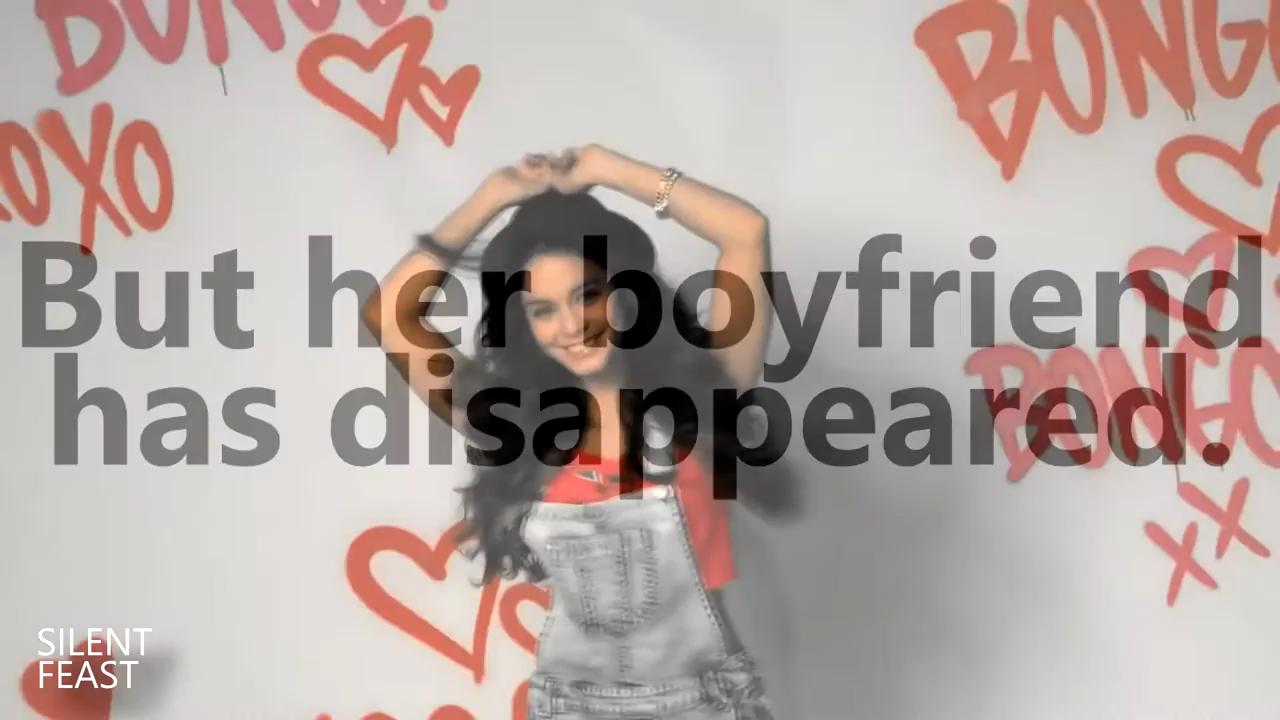 BONGO
BONGO
XOXO
But her boyfriend
has disappeared.
BONGO
XX
SILENT
FEAST